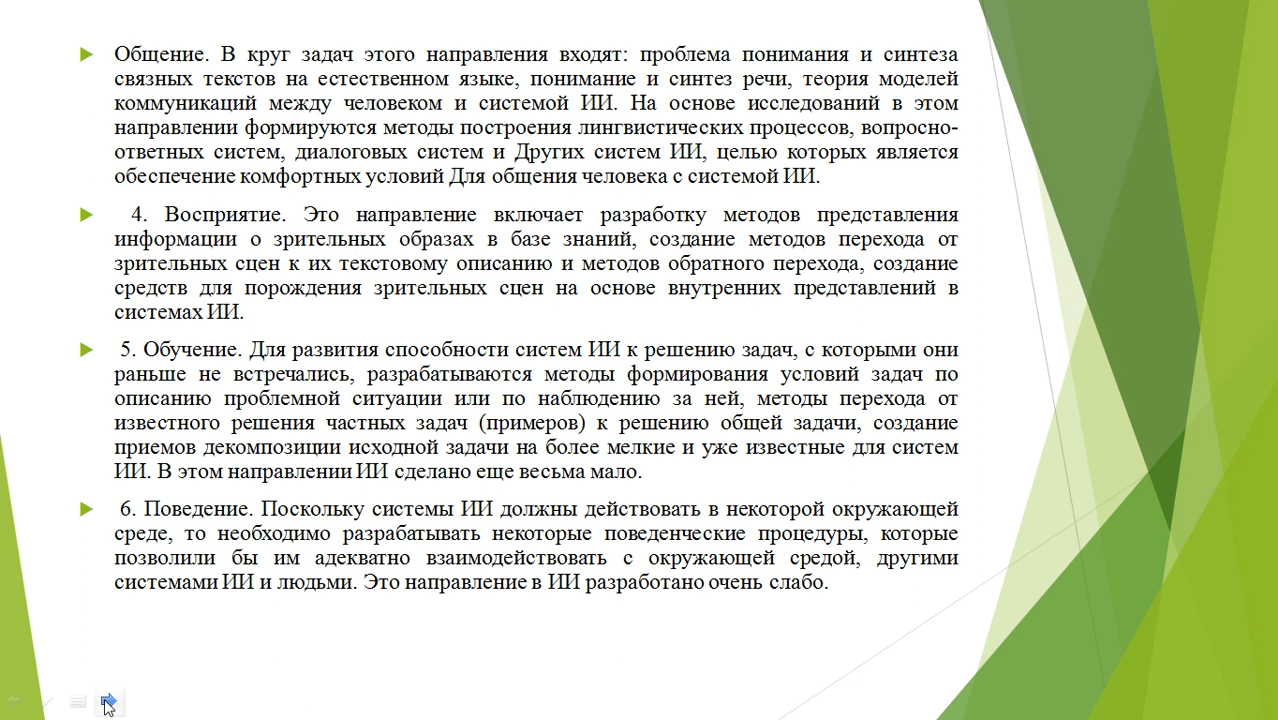 Общение. В круг задач этого направления входят: проблема понимания и синтеза
связных текстов на естественном языке, понимание и синтез речи, теория моделей
коммуникаций между человеком и системой ИИ. На основе исследований в этом
направлении формируются методы построения лингвистических процессов, вопросно-
ответных систем, диалоговых систем и Других систем ИИ, целью которых является
обеспечение комфортных условий Для общения человека с системой ИИ.
4. Восприятие. Это направление включает разработку методов представления
информации о зрительных образах в базе знаний, создание методов перехода от
зрительных сцен к их текстовому описанию и методов обратного перехода, создание
средств для порождения зрительных сцен на основе внутренних представлений в
системах ИИ.
5. Обучение. Для развития способности систем ИИ к решению задач, с которыми они
раньше не встречались, разрабатываются методы формирования условий задач по
описанию проблемной ситуации или по наблюдению за ней, методы перехода от
известного решения частных задач (примеров) к решению общей задачи, создание
приемов декомпозиции исходной задачи на более мелкие и уже известные для систем
ИИ. В этом направлении ИИ сделано еще весьма мало.
6. Поведение. Поскольку системы ИИ должны действовать в некоторой окружающей
среде, то необходимо разрабатывать некоторые поведенческие процедуры, которые
позволили бы им адекватно взаимодействовать с окружающей средой, другими
системами ИИ и людьми. Это направление в ИИ разработано очень слабо.